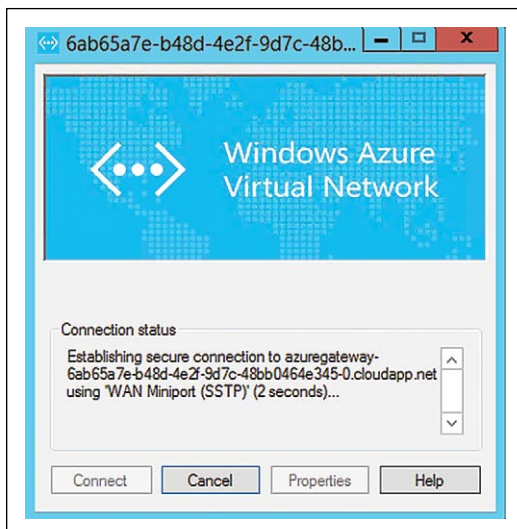 6ab65a7e-b48d-4e2f-9d7c-48b...
Windows Azure
Virtual Network
Connection status
Establishing secure connection to azuregateway-
6ab65a7e-b48d-4e2f-9d7c-48bb0464e345-0.cloudapp.net
using 'WAN Miniport (SSTP)' (2 seconds)...
Connect Cancel Properties Help